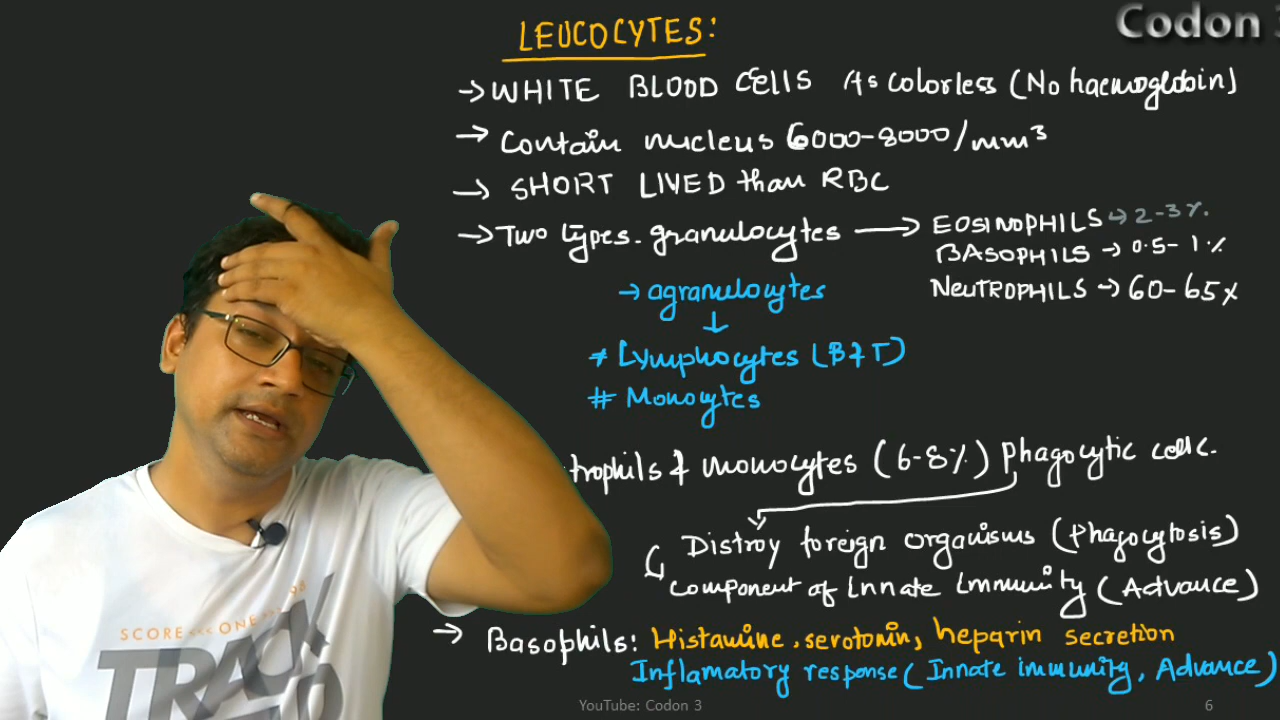 Codon 3
LEUCOCYTES:
→ WHITE BLOOD CELLS As colorless (No haemoglobin)
→ Contain nucleus 6000-8000/mm³
→ SHORT LIVED than RBC
→ Two types. granulocytes → EOSINOPHILS → 2-3%.
BASOPHILS → 0.5-1%
NEUTROPHILS → 60-65%
→ agranulocytes
↓
* Lymphocytes (B & T)
# Monocytes
trophils & monocytes (6-8%) phagocytic
Distroy foreign organisms (Phagocytosis)
component of Innate Immunity (Advance)
→ Basophils: Histamine, serotonin, heparin secretion
Inflamatory response (Innate immunity, Advance)
SCORE <<< ONE >>> 98
TRACK
YouTube: Codon 3
6